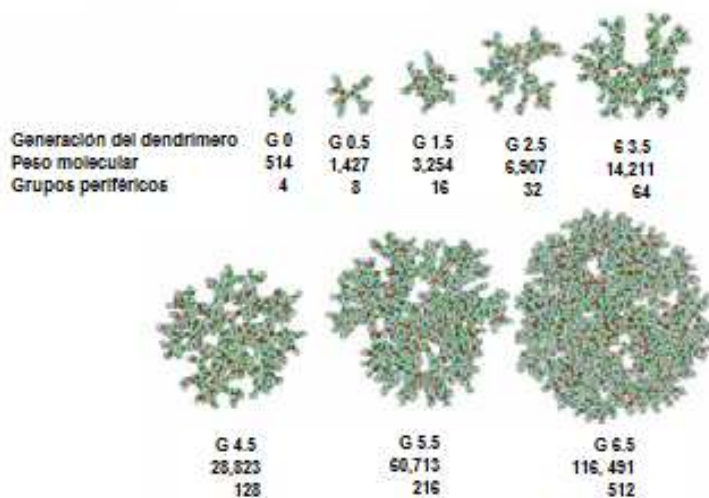 Generación del dendrímero G 0 G 0.5 G 1.5 G 2.5 6 3.5
Peso molecular 514 1,427 3,254 6,907 14,211
Grupos periféricos 4 8 16 32 64
G 4.5 G 5.5 G 6.5
28,823 60,713 116, 491
128 216 512